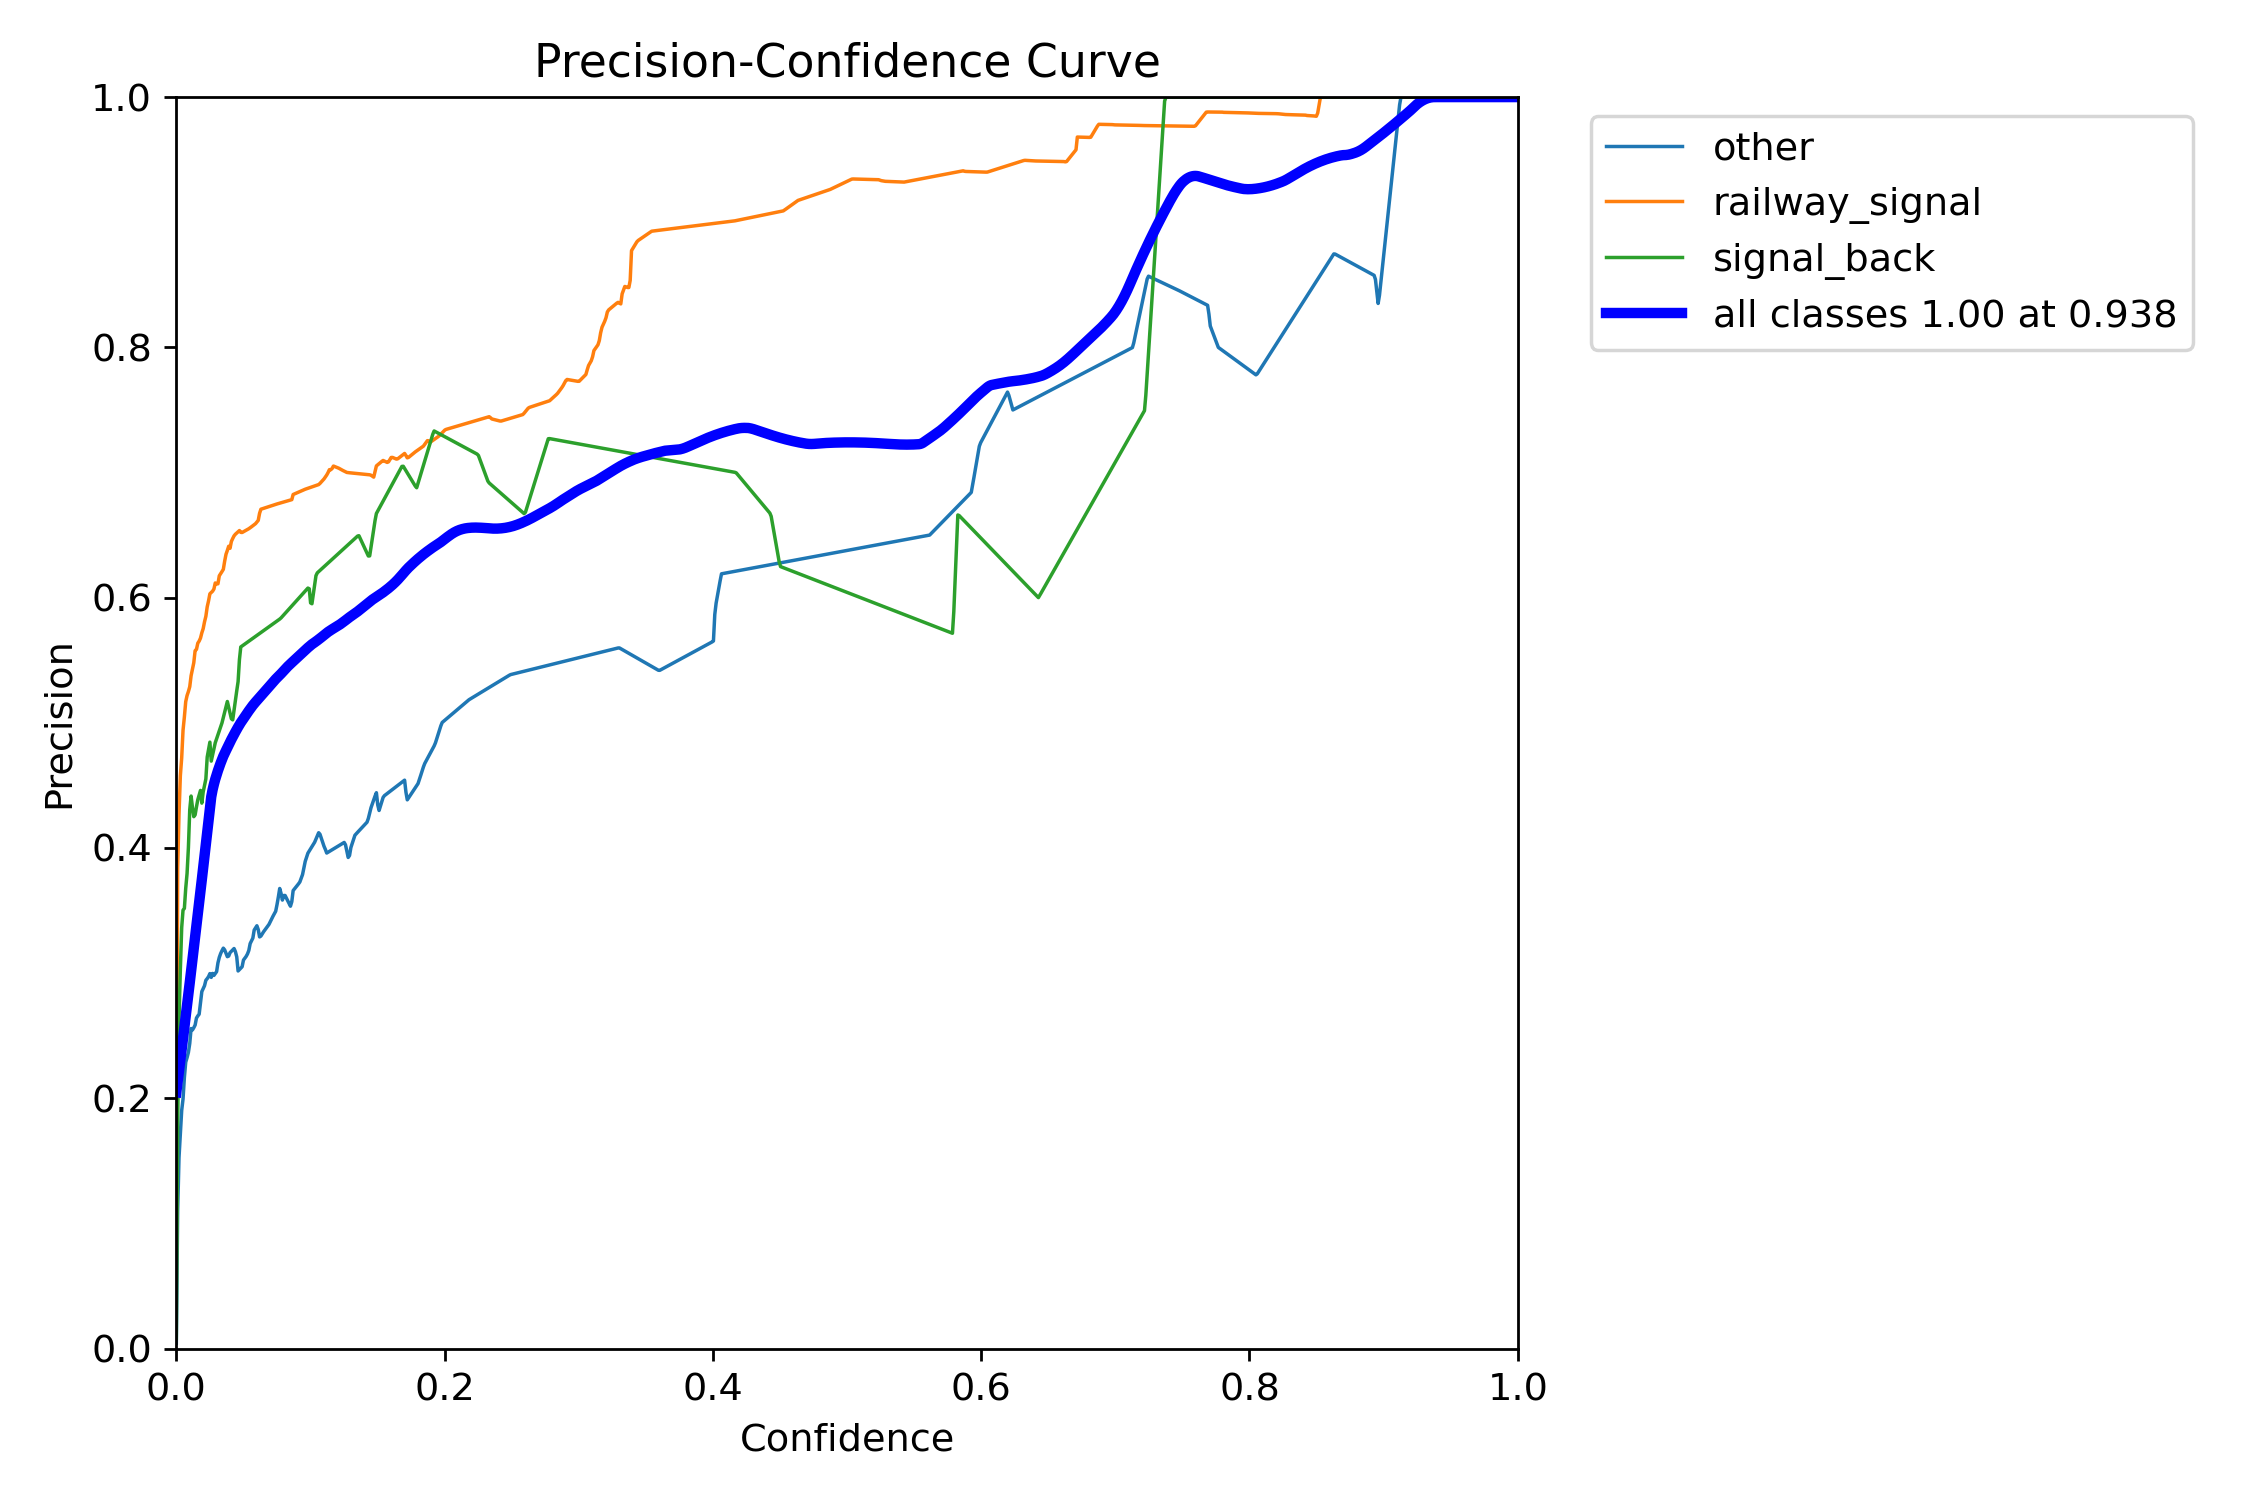 Precision-Confidence Curve
1.0
0.8
0.6
0.4
0.2
0.0
Precision
0.0 0.2 0.4 0.6 0.8 1.0
Confidence
other
railway_signal
signal_back
all classes 1.00 at 0.938